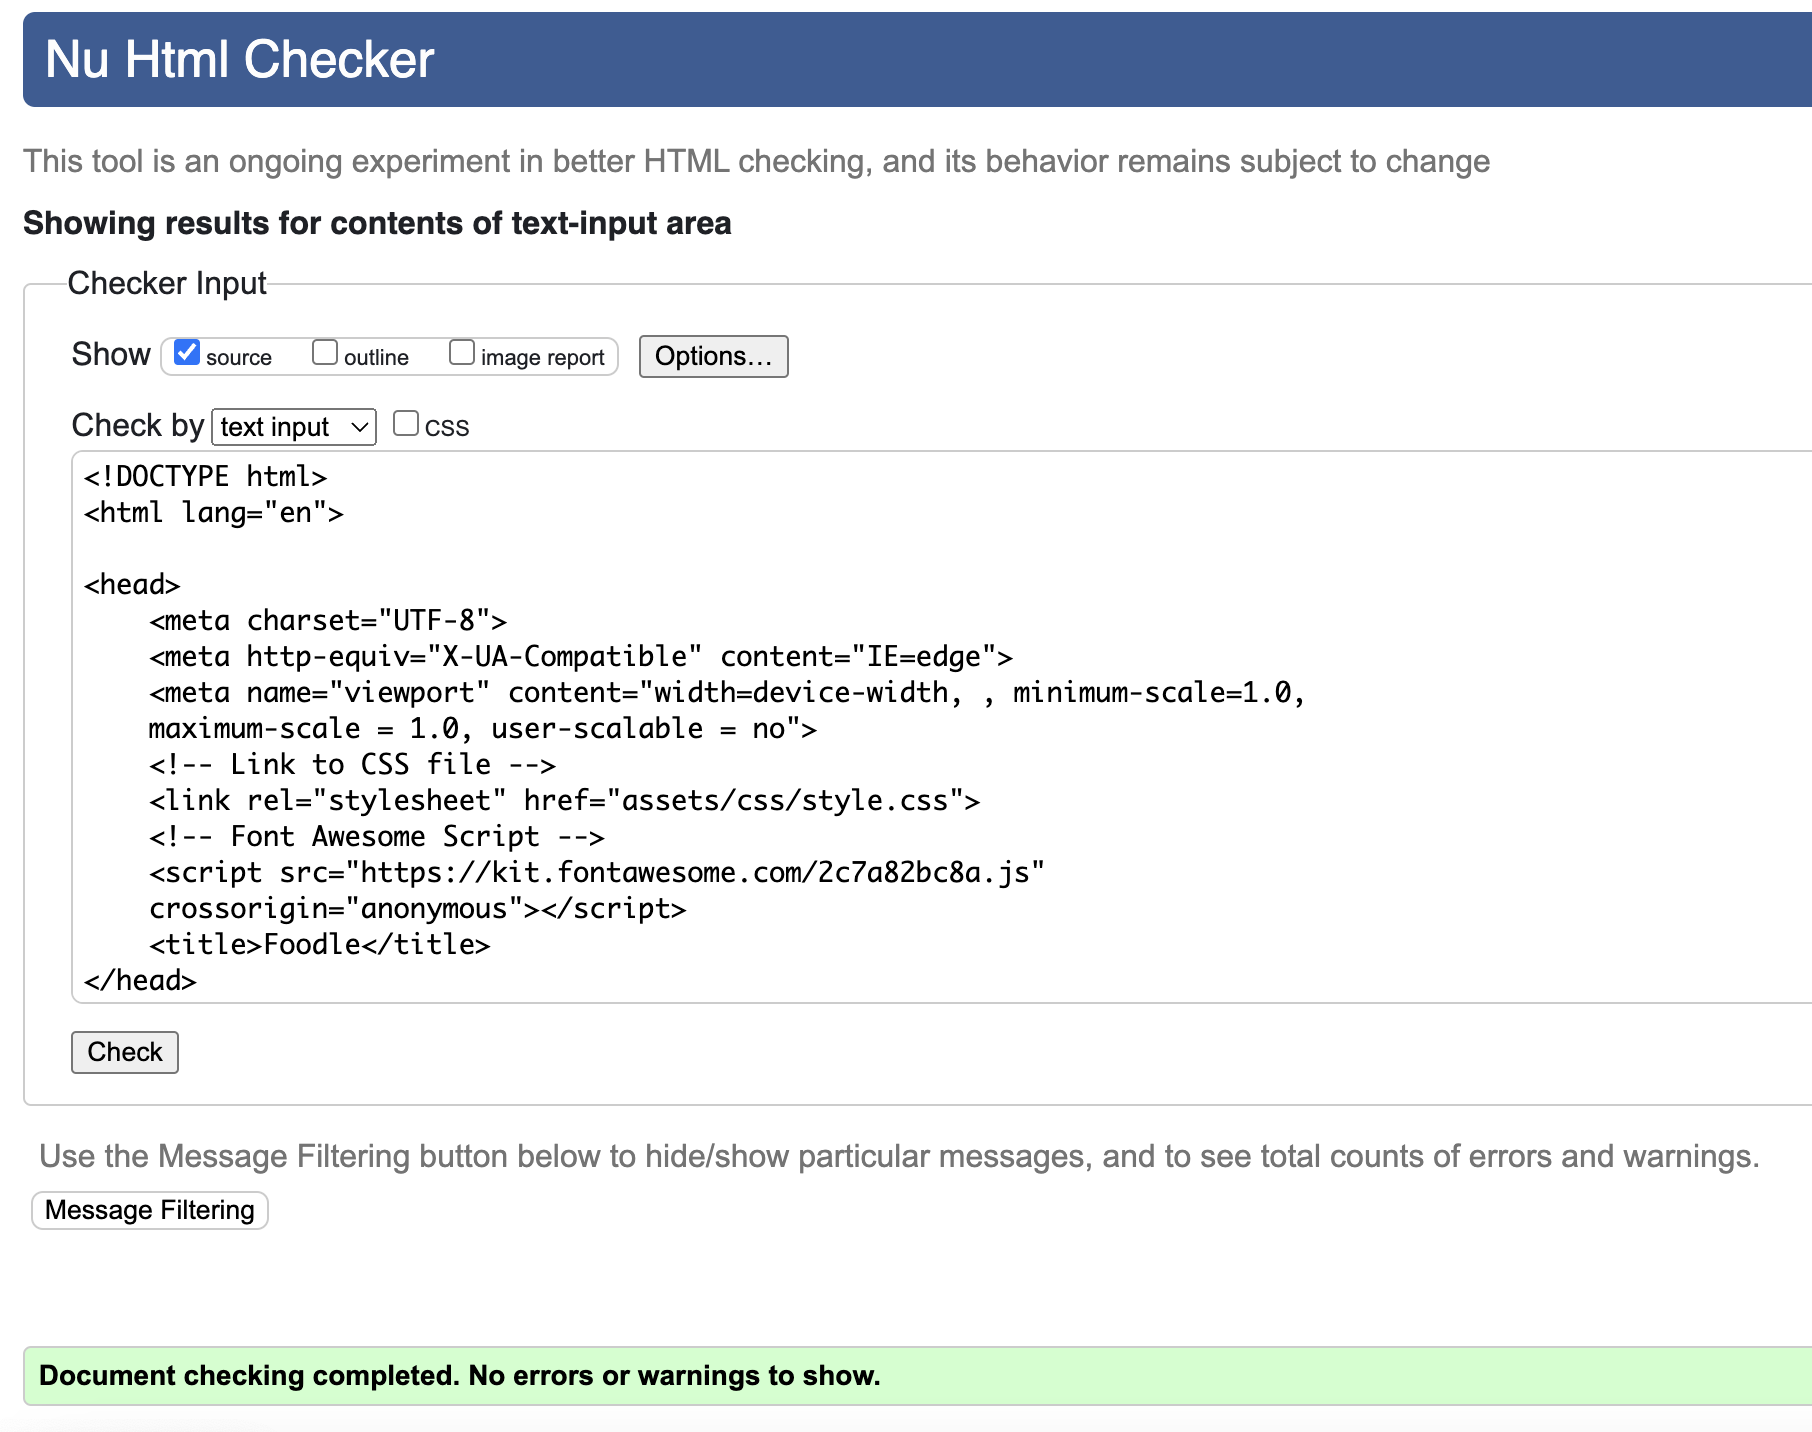 Nu Html Checker
This tool is an ongoing experiment in better HTML checking, and its behavior remains subject to change
Showing results for contents of text-input area
Checker Input
Show source outline image report Options...
Check by text input CSS
<!DOCTYPE html>
<html lang="en">
<head>
    <meta charset="UTF-8">
    <meta http-equiv="X-UA-Compatible" content="IE=edge">
    <meta name="viewport" content="width=device-width, , minimum-scale=1.0,
    maximum-scale = 1.0, user-scalable = no">
    <!-- Link to CSS file -->
    <link rel="stylesheet" href="assets/css/style.css">
    <!-- Font Awesome Script -->
    <script src="https://kit.fontawesome.com/2c7a82bc8a.js"
    crossorigin="anonymous"></script>
    <title>Foodle</title>
</head>
Check
Use the Message Filtering button below to hide/show particular messages, and to see total counts of errors and warnings.
Message Filtering
Document checking completed. No errors or warnings to show.